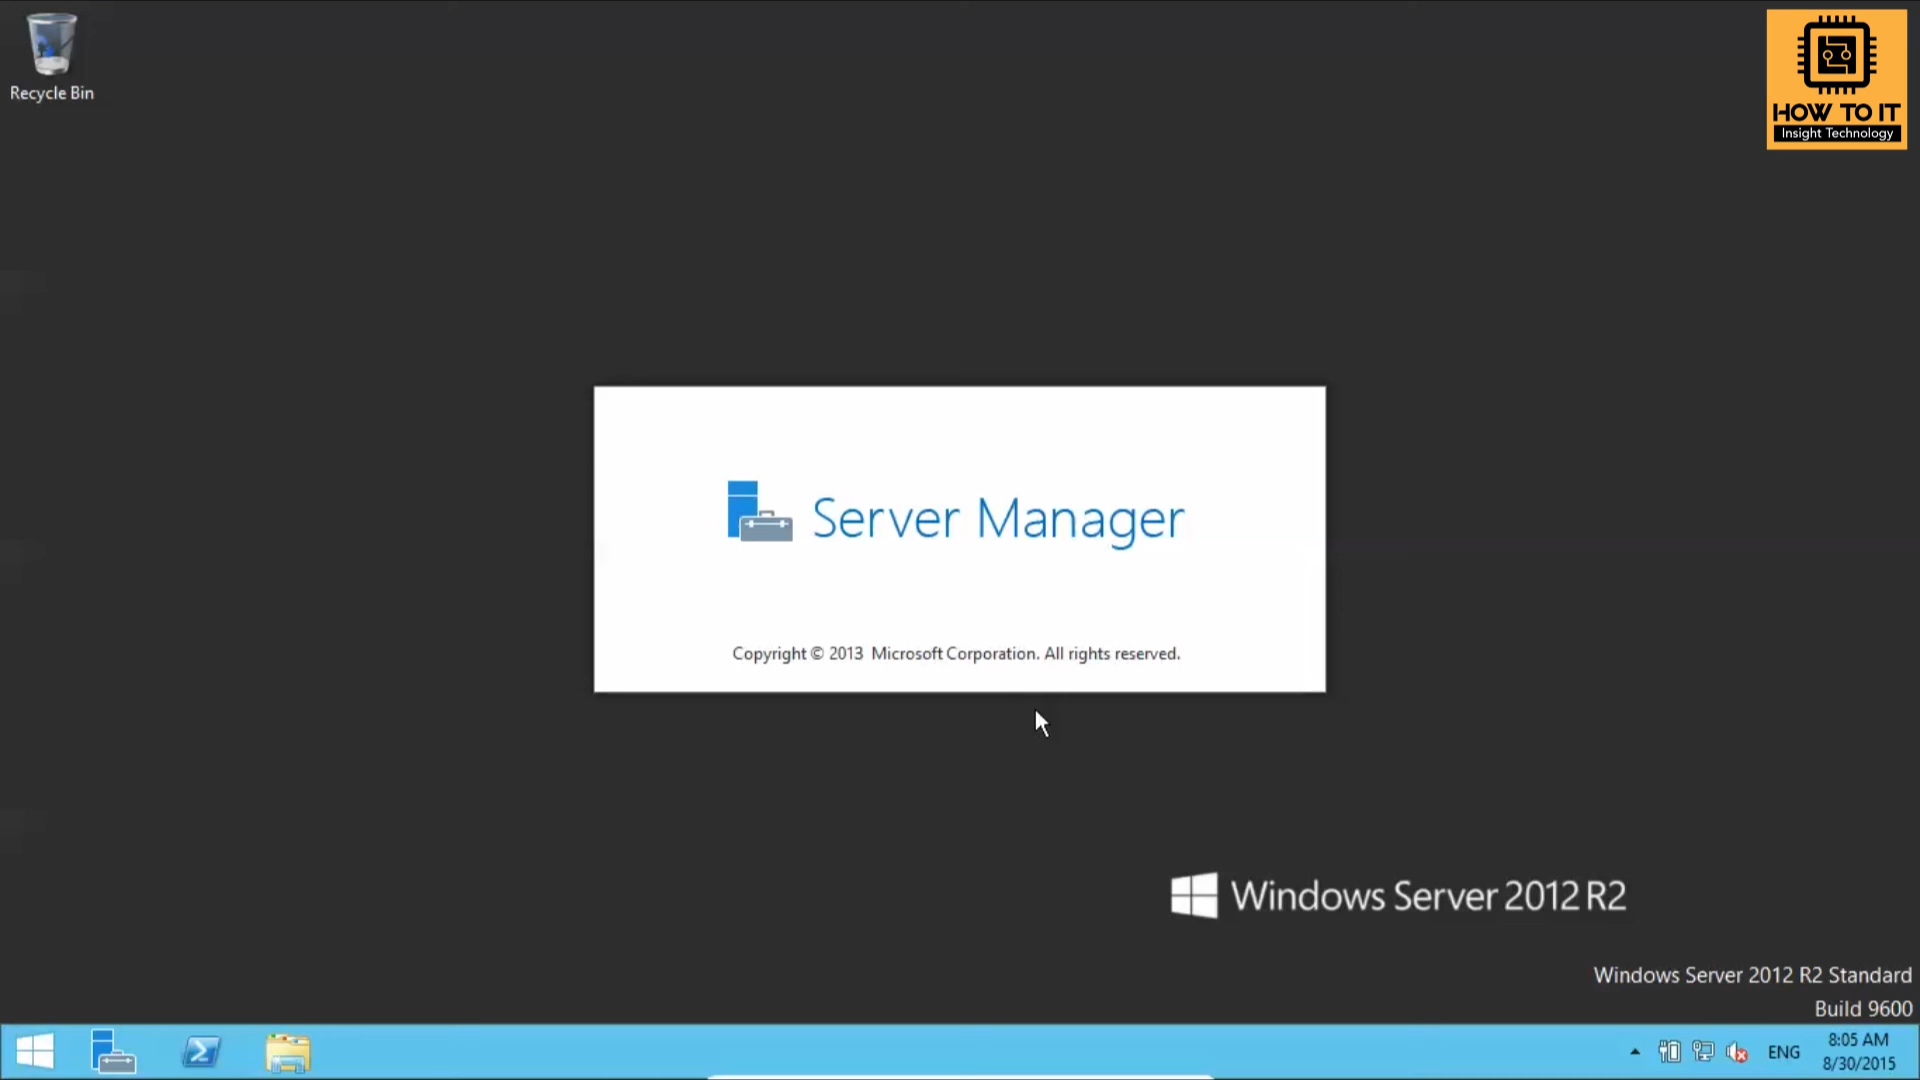 Recycle Bin
HOW TO IT
Insight Technology
Server Manager
Copyright © 2013 Microsoft Corporation. All rights reserved.
Windows Server 2012 R2
Windows Server 2012 R2 Standard
Build 9600
ENG
8:05 AM
8/30/2015